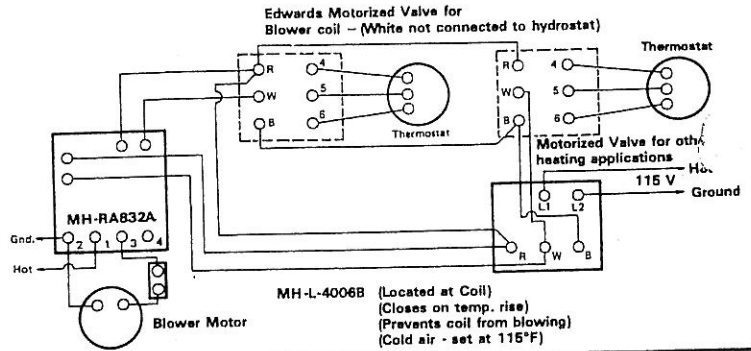 Edwards Motorized Valve for
Blower coil – (White not connected to hydrostat)
Thermostat
R 4
W 5
B 6
Thermostat
R 4
W 5
B 6
Motorized Valve for
heating applications
115 V
Ground
L1 L2
R W B
MH-RA832A
Gnd. 2 1 3 4
Hot
Blower Motor
MH-L-4006B (Located at Coil)
(Closes on temp. rise)
(Prevents coil from blowing)
(Cold air - set at 115°F)